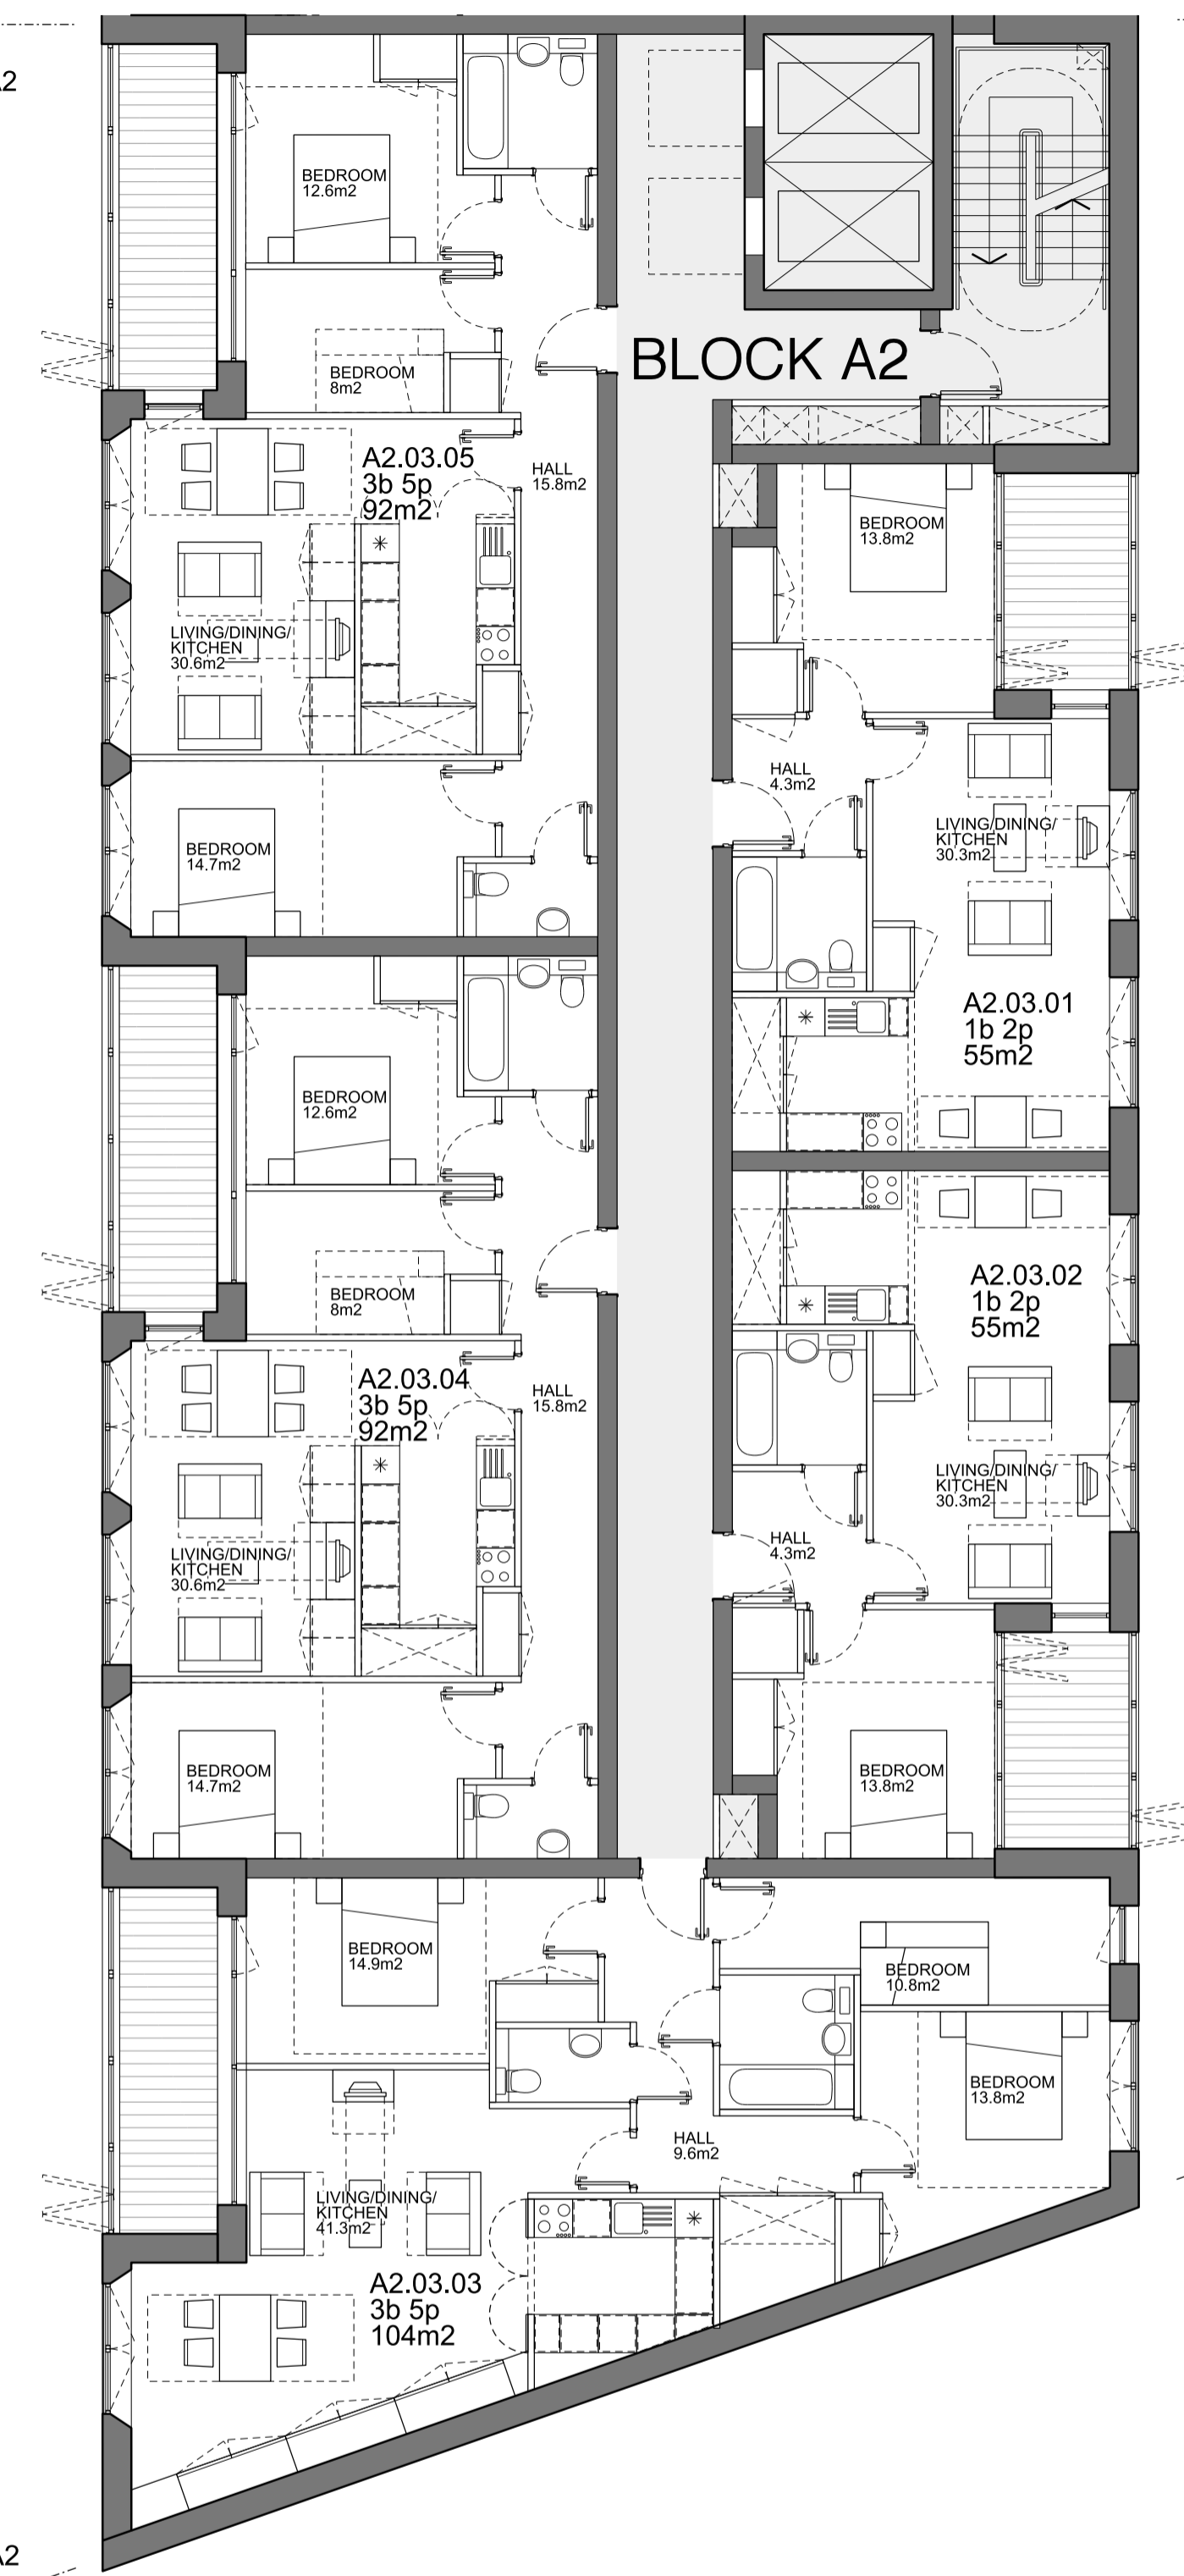 A2
BEDROOM
12.6m2
BLOCK A2
BEDROOM
8m2
A2.03.05
3b 5p
92m2
HALL
15.8m2
LIVING/DINING/
KITCHEN
30.6m2
BEDROOM
14.7m2
BEDROOM
13.8m2
HALL
4.3m2
LIVING/DINING/
KITCHEN
30.3m2
A2.03.01
1b 2p
55m2
BEDROOM
12.6m2
BEDROOM
8m2
A2.03.04
3b 5p
92m2
HALL
15.8m2
LIVING/DINING/
KITCHEN
30.6m2
BEDROOM
14.7m2
A2.03.02
1b 2p
55m2
LIVING/DINING/
KITCHEN
30.3m2
HALL
4.3m2
BEDROOM
13.8m2
BEDROOM
14.9m2
BEDROOM
10.8m2
BEDROOM
13.8m2
HALL
9.6m2
LIVING/DINING/
KITCHEN
41.3m2
A2.03.03
3b 5p
104m2
A2